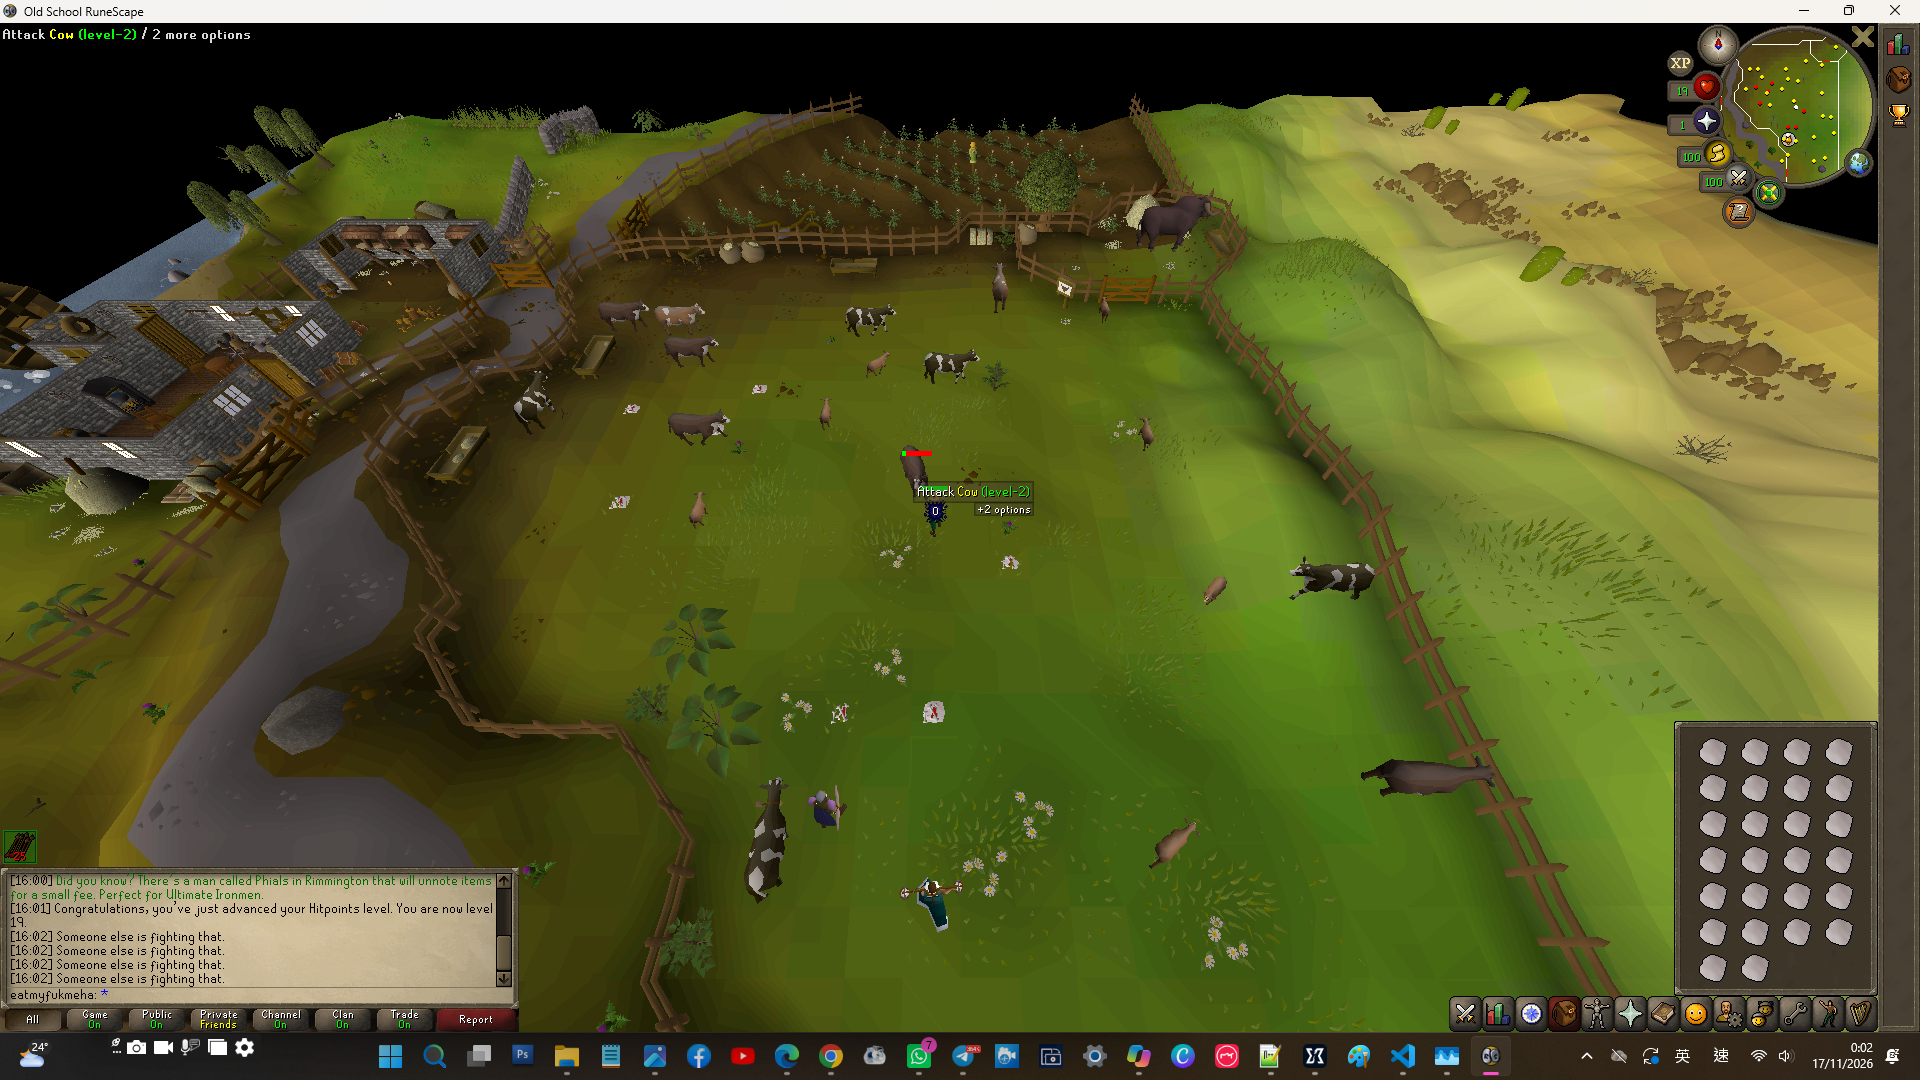 Old School RuneScape
Attack Cow (level-2) / 2 more options
N
XP
19
1
100
100
Attack Cow (level-2)
0
+2 options
23
[16:00] Did you know? There's a man called Phials in Rimmington that will unnote items
for a small fee. Perfect for Ultimate Ironmen.
[16:01] Congratulations, you've just advanced your Hitpoints level. You are now level
19.
[16:02] Someone else is fighting that.
[16:02] Someone else is fighting that.
[16:02] Someone else is fighting that.
[16:02] Someone else is fighting that.
eatmyfukmeha: *
All
Game
On
Public
On
Private
Friends
Channel
On
Clan
On
Trade
On
Report
24°
Ps
7
英
速
0:02
17/11/2026